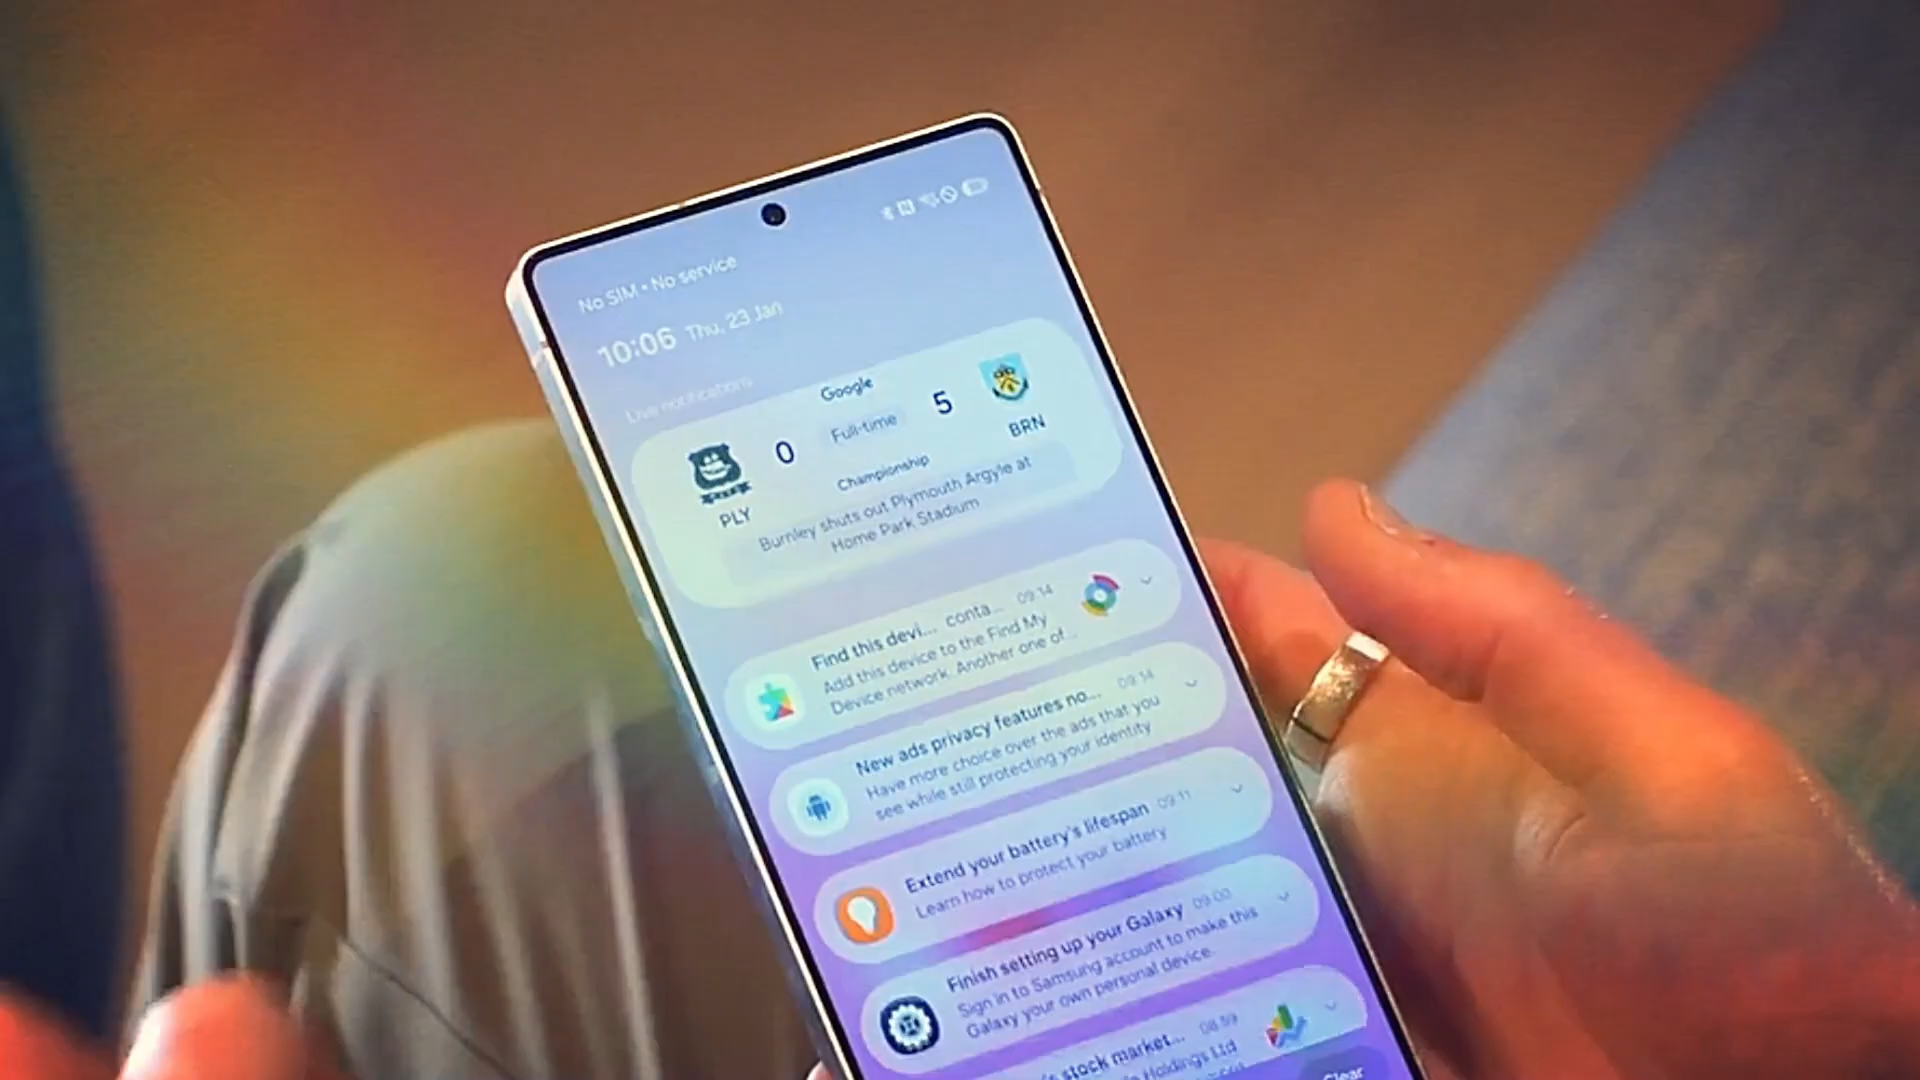 No SIM • No service
10:06 Thu, 23 Jan
Live notifications
Google
0 Full-time 5
PLY
BRN
Championship
Burnley shuts out Plymouth Argyle at
Home Park Stadium
Find this devi... conta... 09:14
Add this device to the Find My
Device network. Another one of...
New ads privacy features no... 09:14
Have more choice over the ads that you
see while still protecting your identity
Extend your battery's lifespan 09:11
Learn how to protect your battery
Finish setting up your Galaxy 09:00
Sign in to Samsung account to make this
Galaxy your own personal device.
stock market... 08:59
Holdings Ltd
Clear